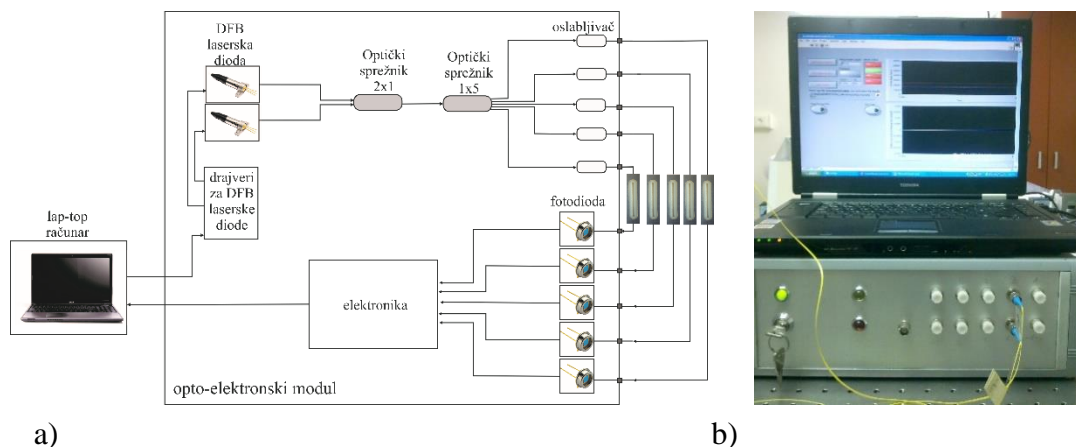 DFB
laserska
dioda
Optički
sprežnik
2x1
Optički
sprežnik
1x5
oslabljivač
drajveri
za DFB
laserske
diode
lap-top
računar
fotodioda
elektronika
opto-elektronski modul
TOSHIBA
a)
b)